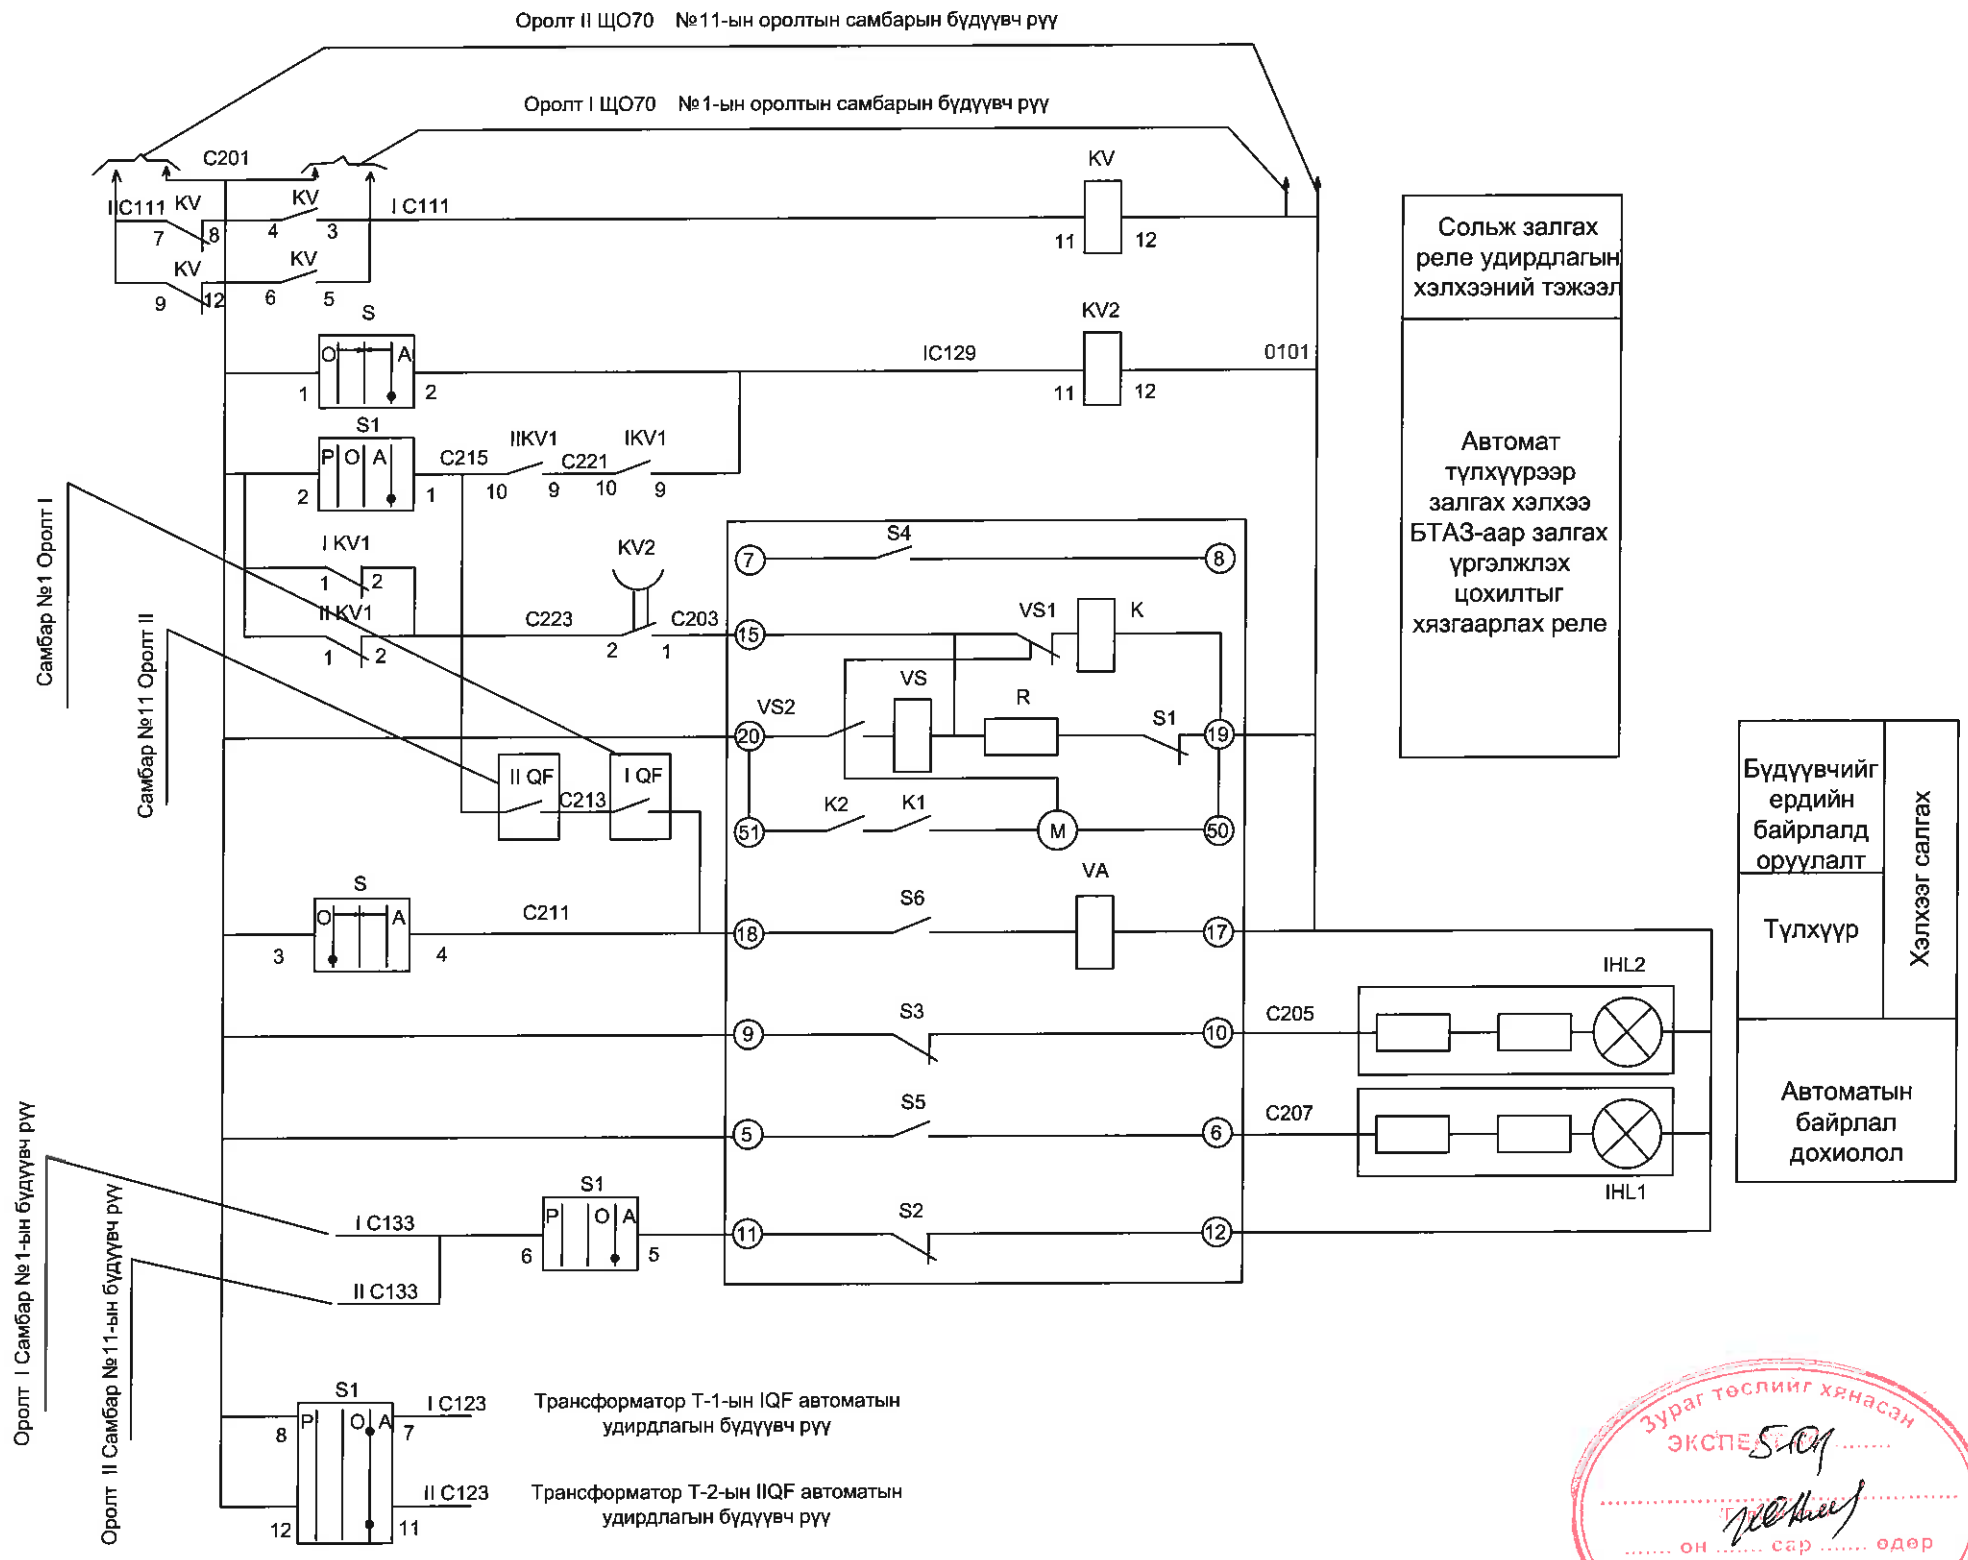 Оролт II ЩО70 №11-ын оролтын самбарын бүдүүвч рүү
Оролт I ЩО70 №1-ын оролтын самбарын бүдүүвч рүү
C201
KV
II C111 KV
KV
I C111
7 8 4 3
11 12
KV
KV
9 12 6 5
S
O A
1 2
IC129
KV2
11 12
0101
S1
P O A
2 1
C215
IIKV1
C221
IKV1
10 9 10 9
I KV1
1 2
II KV1
1 2
C223
KV2
2 1
C203
7
S4
8
15
VS1
K
VS2
VS
R
S1
20
19
II QF
C213
I QF
51
K2
K1
M
50
S
O A
3 4
C211
18
S6
VA
17
9
S3
10
C205
IHL2
5
S5
6
C207
IHL1
I C133
II C133
S1
P O A
6 5
11
S2
12
S1
P O A
8 7
I C123
Трансформатор Т-1-ын IQF автоматын
удирдлагын бүдүүвч рүү
12 11
II C123
Трансформатор Т-2-ын IIQF автоматын
удирдлагын бүдүүвч рүү
Самбар №1 Оролт I
Самбар №11 Оролт II
Оролт I Самбар №1-ын бүдүүвч рүү
Оролт II Самбар №11-ын бүдүүвч рүү
Сольж залгах
реле удирдлагын
хэлхээний тэжээл
Автомат
түлхүүрээр
залгах хэлхээ
БТАЗ-аар залгах
үргэлжлэх
цохилтыг
хязгаарлах реле
Бүдүүвчийг
ердийн
байрлалд
оруулалт
Түлхүүр
Хэлхээг салгах
Автоматын
байрлал
дохиолол
Зураг төслийг хянасан
он ....... сар ....... өдөр